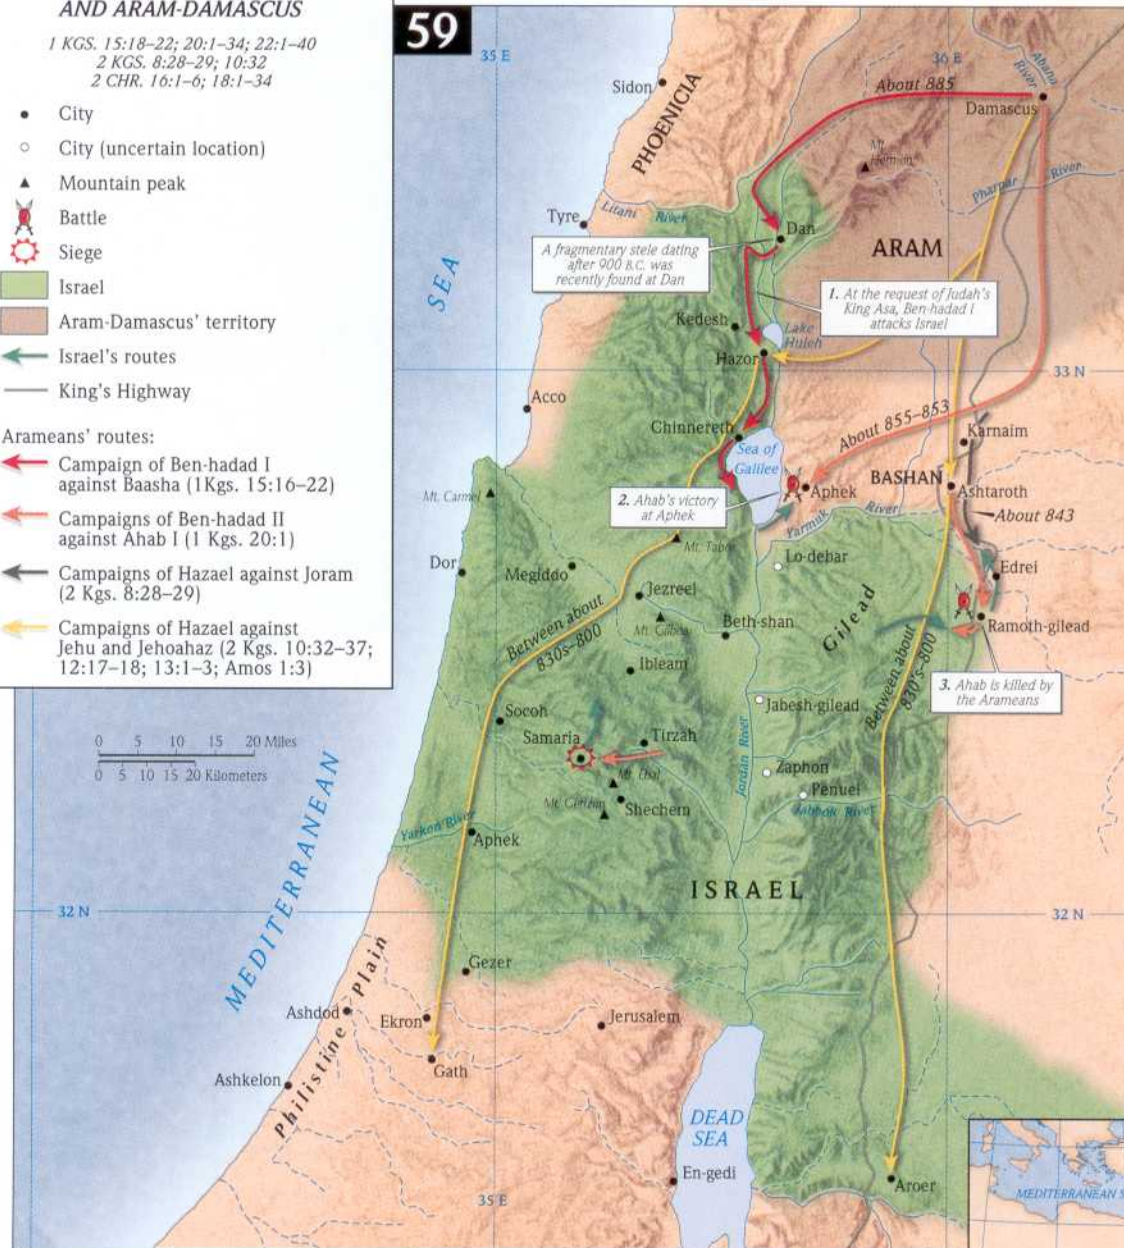 AND ARAM-DAMASCUS
1 KGS. 15:18–22; 20:1–34; 22:1–40
2 KGS. 8:28–29; 10:32
2 CHR. 16:1–6; 18:1–34
City
City (uncertain location)
Mountain peak
Battle
Siege
Israel
Aram-Damascus' territory
Israel's routes
King's Highway
Arameans' routes:
Campaign of Ben-hadad I
against Baasha (1Kgs. 15:16–22)
Campaigns of Ben-hadad II
against Ahab I (1 Kgs. 20:1)
Campaigns of Hazael against Joram
(2 Kgs. 8:28–29)
Campaigns of Hazael against
Jehu and Jehoahaz (2 Kgs. 10:32–37;
12:17–18; 13:1–3; Amos 1:3)
59
35 E
36 E
Abana
River
Sidon
PHOENICIA
About 885
Damascus
Mt.
Hermon
Pharpar River
Litani River
Tyre
Dan
ARAM
A fragmentary stele dating
after 900 B.C. was
recently found at Dan
1. At the request of Judah's
King Asa, Ben-hadad I
attacks Israel
SEA
Kedesh
Lake
Huleh
Hazor
33 N
Acco
About 855–853
Chinnereth
Karnaim
Sea of
Galilee
BASHAN
Aphek
Ashtaroth
Mt. Carmel
2. Ahab's victory
at Aphek
Yarmuk River
About 843
Mt. Tabor
Lo-debar
Dor
Megiddo
Edrei
Jezreel
Gilead
Between about
830s–800
Mt. Gilboa
Beth-shan
Ramoth-gilead
Ibleam
Between about
830's–800
3. Ahab is killed by
the Arameans
Jabesh-gilead
Socoh
Samaria
Tirzah
0 5 10 15 20 Miles
0 5 10 15 20 Kilometers
Jordan River
Zaphon
Mt. Ebal
Penuel
Mt. Gerizim
Shechem
Jabbok River
Yarkon River
Aphek
MEDITERRANEAN
ISRAEL
32 N
32 N
Philistine Plain
Gezer
Ashdod
Ekron
Jerusalem
Gath
Ashkelon
DEAD
SEA
En-gedi
Aroer
35 E
MEDITERRANEAN S